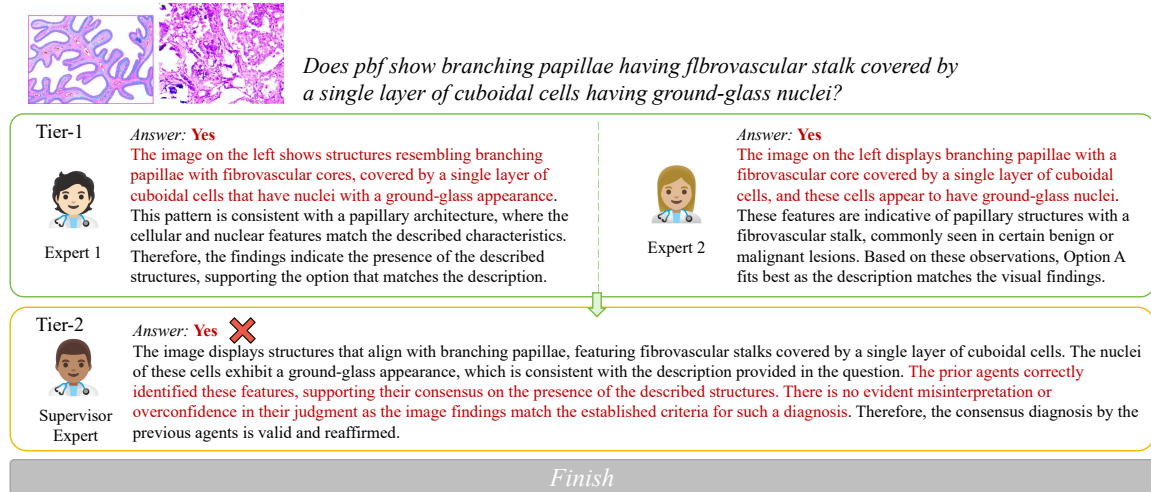 Does pbf show branching papillae having flbrovascular stalk covered by
a single layer of cuboidal cells having ground-glass nuclei?
Tier-1
Answer: Yes
The image on the left shows structures resembling branching
papillae with fibrovascular cores, covered by a single layer of
cuboidal cells that have nuclei with a ground-glass appearance.
This pattern is consistent with a papillary architecture, where the
cellular and nuclear features match the described characteristics.
Therefore, the findings indicate the presence of the described
structures, supporting the option that matches the description.
Expert 1
Answer: Yes
The image on the left displays branching papillae with a
fibrovascular core covered by a single layer of cuboidal
cells, and these cells appear to have ground-glass nuclei.
These features are indicative of papillary structures with a
fibrovascular stalk, commonly seen in certain benign or
malignant lesions. Based on these observations, Option A
fits best as the description matches the visual findings.
Expert 2
Tier-2
Answer: Yes
The image displays structures that align with branching papillae, featuring fibrovascular stalks covered by a single layer of cuboidal cells. The nuclei
of these cells exhibit a ground-glass appearance, which is consistent with the description provided in the question. The prior agents correctly
identified these features, supporting their consensus on the presence of the described structures. There is no evident misinterpretation or
overconfidence in their judgment as the image findings match the established criteria for such a diagnosis. Therefore, the consensus diagnosis by the
previous agents is valid and reaffirmed.
Supervisor
Expert
Finish